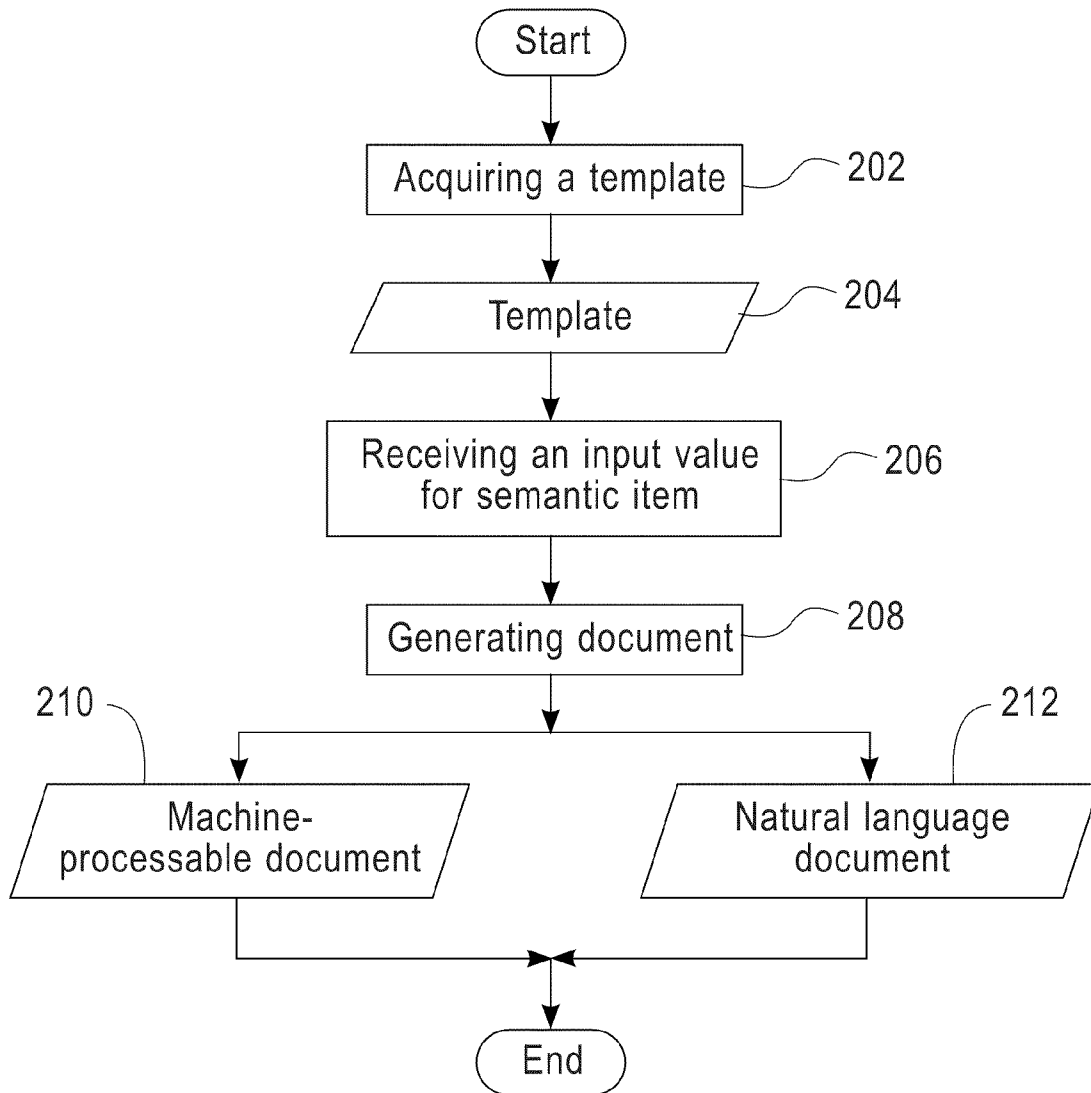 Start
Acquiring a template
202
Template
204
Receiving an input value
for semantic item
206
Generating document
208
210
212
Machine-
processable document
Natural language
document
End